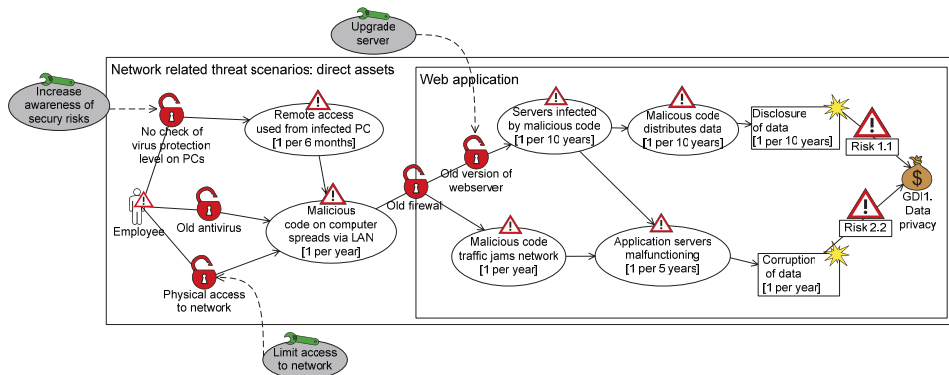 Upgrade
server
Network related threat scenarios: direct assets
Web application
Increase
awareness of
secury risks
No check of
virus protection
level on PCs
Remote access
used from infected PC
[1 per 6 months]
Servers infected
by malicious code
[1 per 10 years]
Malicous code
distributes data
[1 per 10 years]
Disclosure
of data
[1 per 10 years]
Risk 1.1
Old version of
webserver
$
GDI1.
Data
privacy
Employee
Old antivirus
Malicious
code on computer
spreads via LAN
[1 per year]
Old firewal
Malicious code
traffic jams network
[1 per year]
Application servers
malfunctioning
[1 per 5 years]
Risk 2.2
Corruption
of data
[1 per year]
Physical access
to network
Limit access
to network